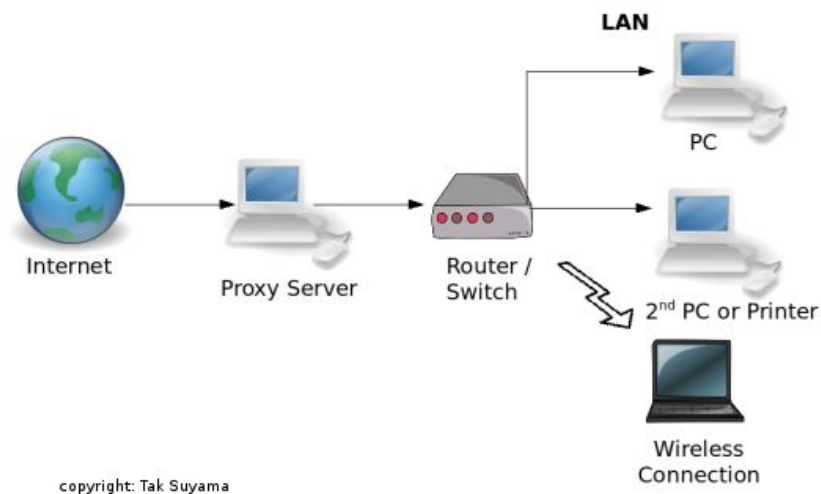 LAN
PC
Internet
Proxy Server
Router /
Switch
2nd PC or Printer
Wireless
Connection
copyright: Tak Suyama